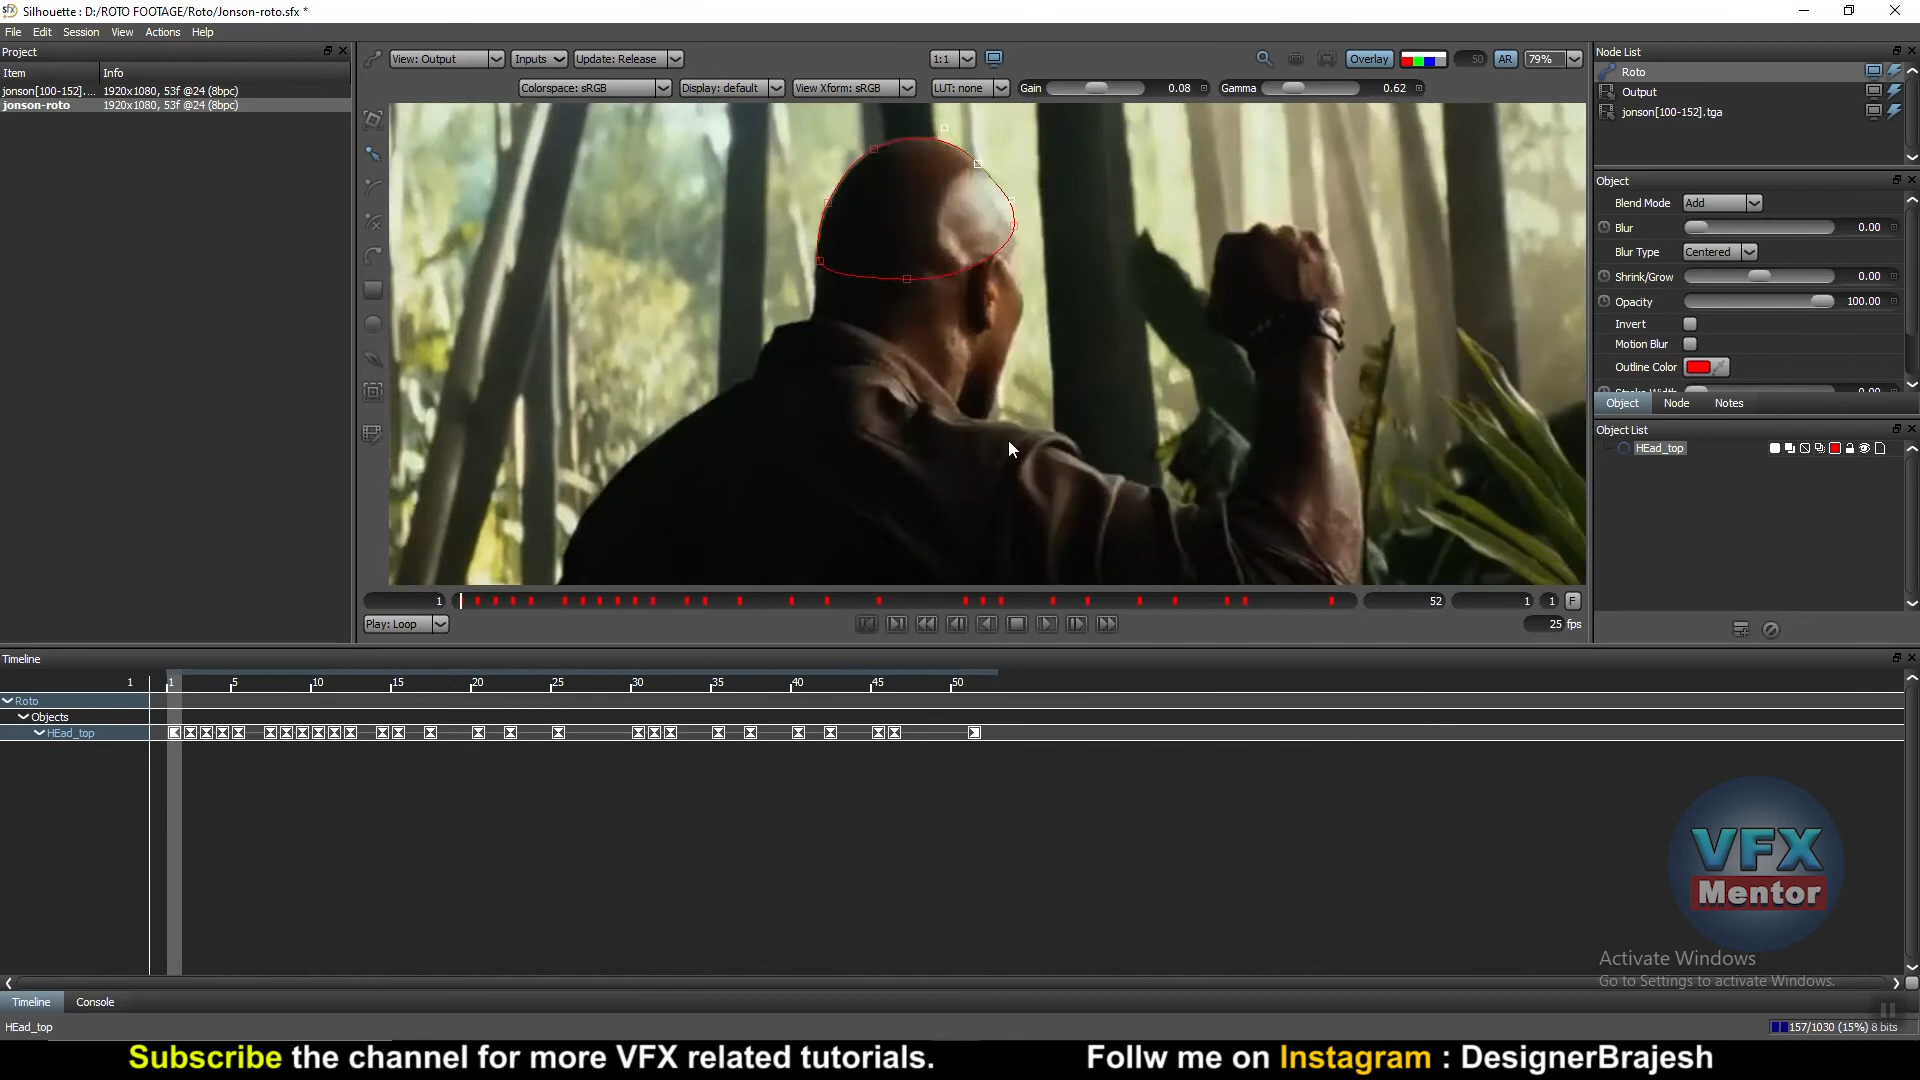 Silhouette : D:/ROTO FOOTAGE/Roto/Jonson-roto.sfx *
File Edit Session View Actions Help
Project
Item Info
jonson[100-152].... 1920x1080, 53f @24 (8bpc)
jonson-roto 1920x1080, 53f @24 (8bpc)
View: Output Inputs Update: Release 1:1 Overlay 50 AR 79%
Colorspace: sRGB Display: default View Xform: sRGB LUT: none Gain 0.08 Gamma 0.62
Node List
Roto
Output
jonson[100-152].tga
Object
Blend Mode Add
Blur 0.00
Blur Type Centered
Shrink/Grow 0.00
Opacity 100.00
Invert
Motion Blur
Outline Color
Stroke Width 0.00
Object Node Notes
Object List
HEad_top
1 52 1 1 F
Play: Loop 25 fps
Timeline
1 1 5 10 15 20 25 30 35 40 45 50
Roto
Objects
HEad_top
VFX
Mentor
Activate Windows
Go to Settings to activate Windows.
Timeline Console
HEad_top 157/1030 (15%) 8 bits
Subscribe the channel for more VFX related tutorials. Follw me on Instagram : DesignerBrajesh